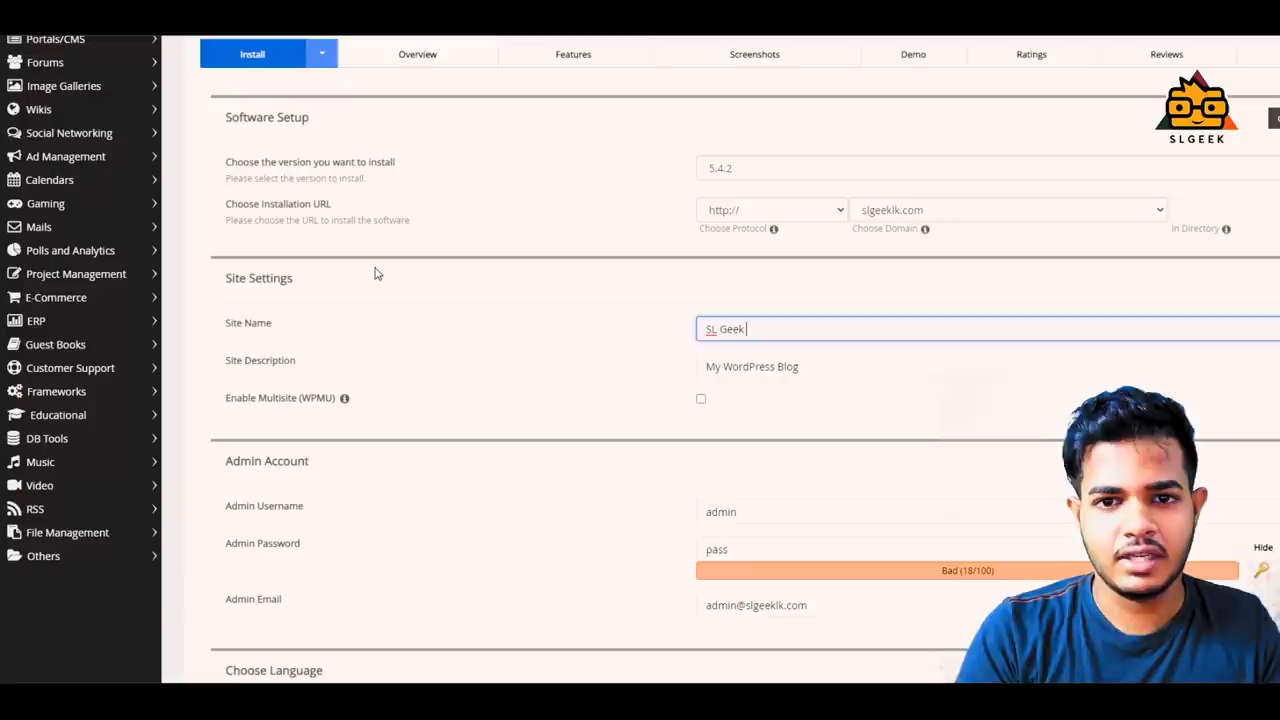 Portals/CMS
Forums
Image Galleries
Wikis
Social Networking
Ad Management
Calendars
Gaming
Mails
Polls and Analytics
Project Management
E-Commerce
ERP
Guest Books
Customer Support
Frameworks
Educational
DB Tools
Music
Video
RSS
File Management
Others
Install Overview Features Screenshots Demo Ratings Reviews
SLGEEK
Software Setup
Choose the version you want to install
Please select the version to install.
5.4.2
Choose Installation URL
Please choose the URL to install the software
http:// slgeeklk.com
Choose Protocol Choose Domain In Directory
Site Settings
Site Name SL Geek
Site Description My WordPress Blog
Enable Multisite (WPMU)
Admin Account
Admin Username admin
Admin Password pass Hide
Bad (18/100)
Admin Email admin@slgeeklk.com
Choose Language